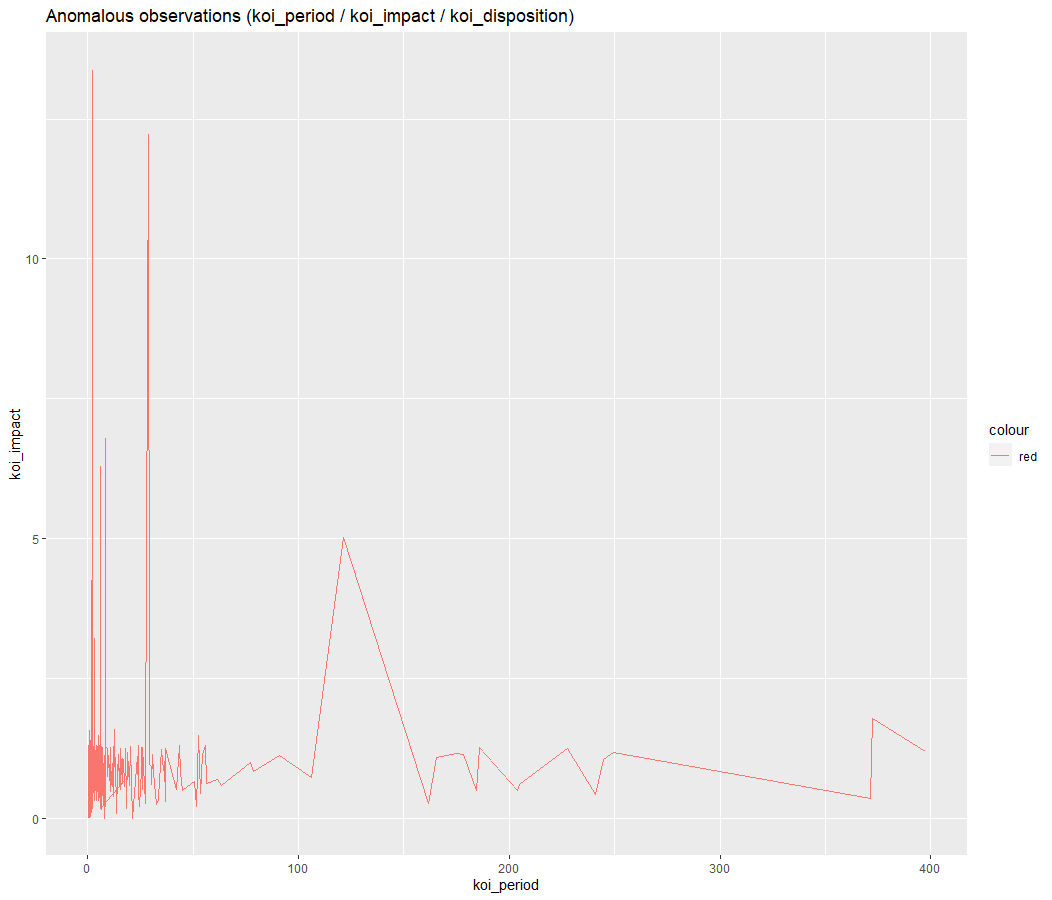 Anomalous observations (koi_period / koi_impact / koi_disposition)
10
5
0
koi_impact
0 100 200 300 400
koi_period
colour
red